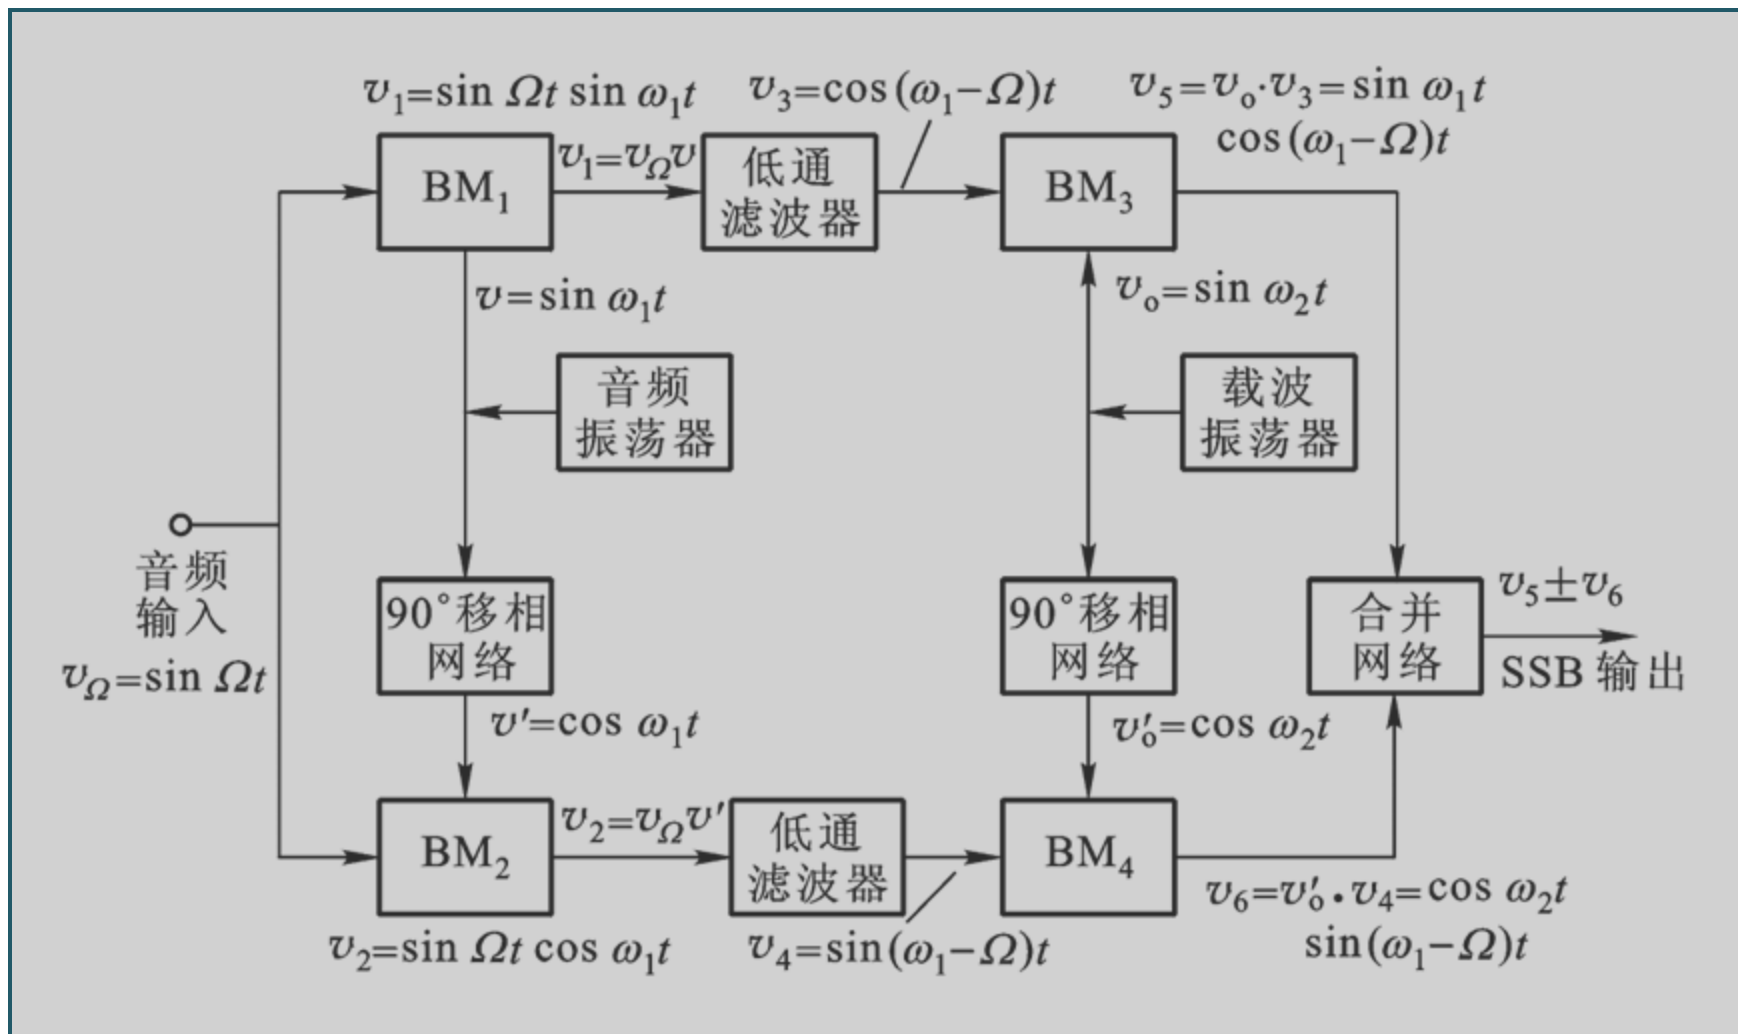 v₁=sin Ωt sin ω₁t
v₃=cos(ω₁−Ω)t
v₅=vₒ·v₃=sin ω₁t
cos(ω₁−Ω)t
BM₁
v₁=v_Ωv
低通
滤波器
BM₃
v=sin ω₁t
vₒ=sin ω₂t
音频
振荡器
载波
振荡器
音频
输入
v_Ω=sin Ωt
90°移相
网络
90°移相
网络
合并
网络
v₅±v₆
SSB 输出
v′=cos ω₁t
v′ₒ=cos ω₂t
BM₂
v₂=v_Ωv′
低通
滤波器
BM₄
v₂=sin Ωt cos ω₁t
v₄=sin(ω₁−Ω)t
v₆=v′ₒ·v₄=cos ω₂t
sin(ω₁−Ω)t